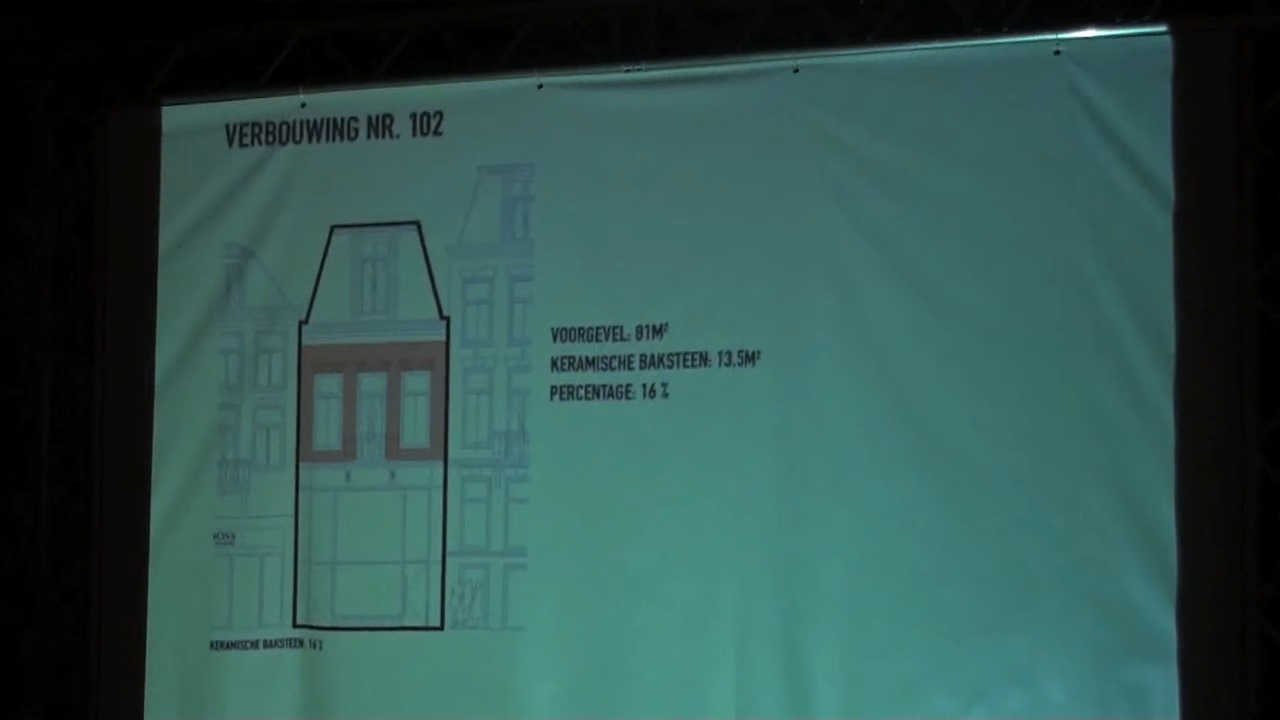 VERBOUWING NR. 102
VOORGEVEL: 81M²
KERAMISCHE BAKSTEEN: 13,5M²
PERCENTAGE: 16 %
KERAMISCHE BAKSTEEN: 16 %